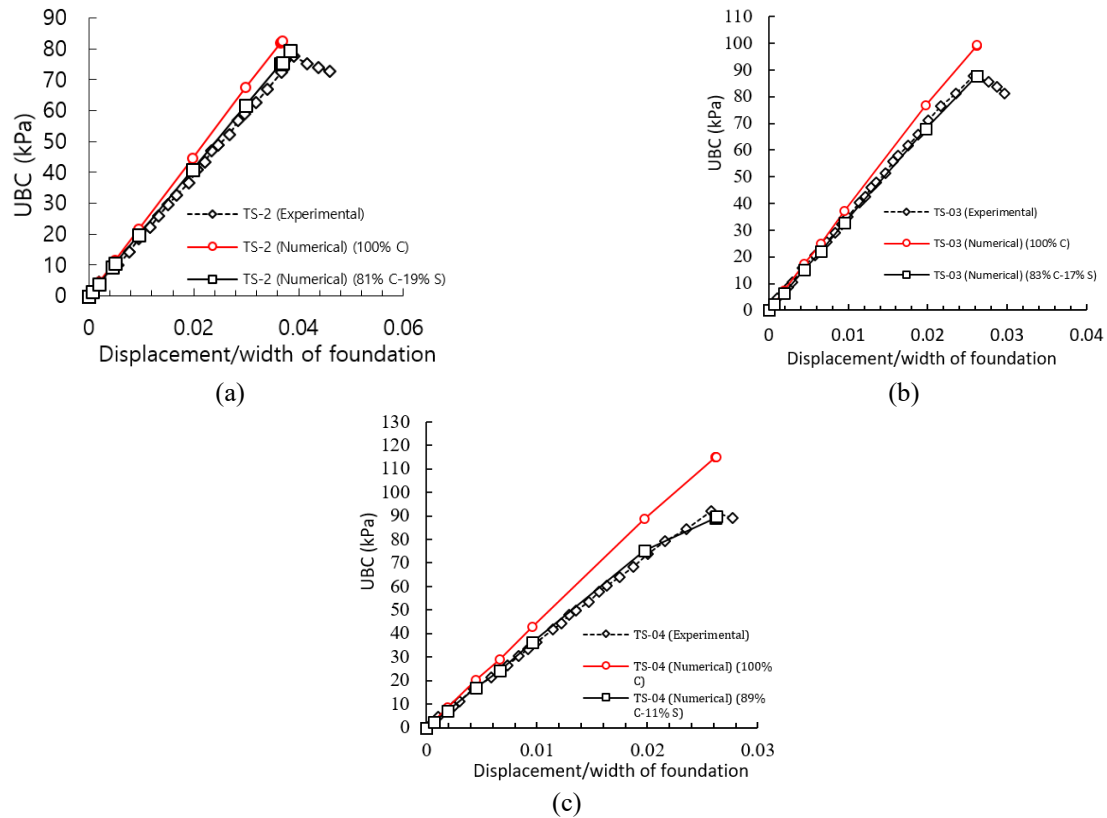 90
80
70
60
50
40
30
20
10
0
UBC (kPa)
TS-2 (Experimental)
TS-2 (Numerical) (100% C)
TS-2 (Numerical) (81% C-19% S)
0 0.02 0.04 0.06
Displacement/width of foundation
(a)
110
100
90
80
70
60
50
40
30
20
10
0
UBC (kPa)
TS-03 (Experimental)
TS-03 (Numerical) (100% C)
TS-03 (Numerical) (83% C-17% S)
0 0.01 0.02 0.03 0.04
Displacement/width of foundation
(b)
130
120
110
100
90
80
70
60
50
40
30
20
10
0
UBC (kPa)
TS-04 (Experimental)
TS-04 (Numerical) (100%
C)
TS-04 (Numerical) (89%
C-11% S)
0 0.01 0.02 0.03
Displacement/width of foundation
(c)